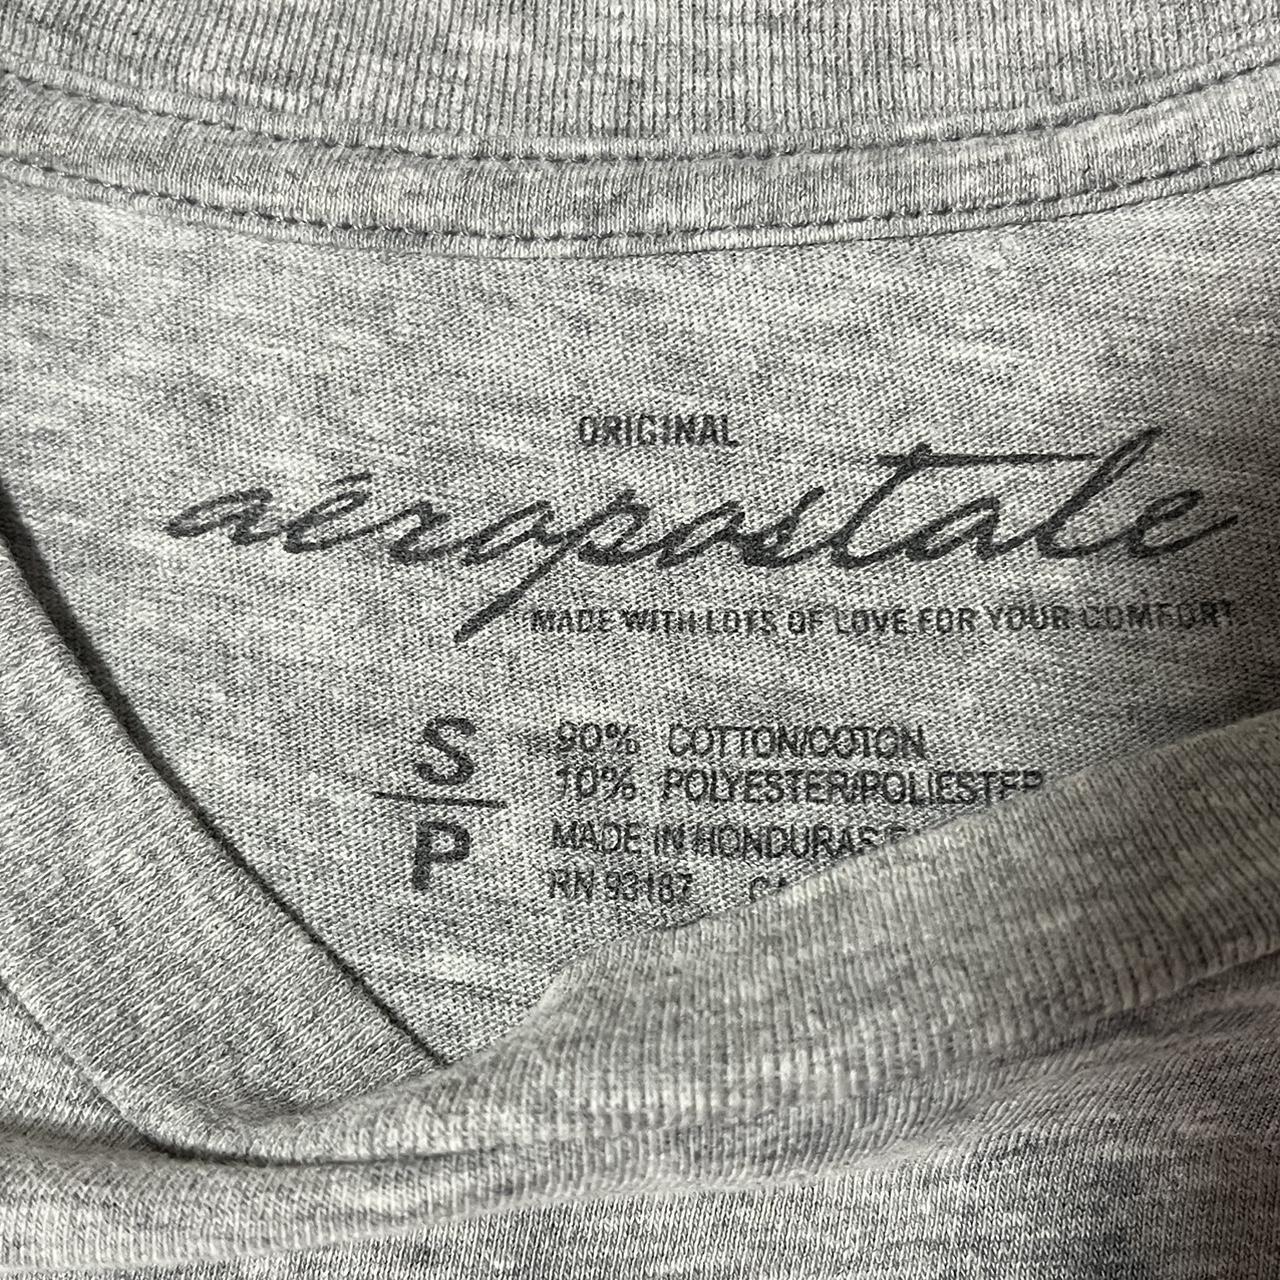 ORIGINAL
aéropostale
MADE WITH LOTS OF LOVE FOR YOUR COMFORT
S
P
90% COTTON/COTON
10% POLYESTER/POLIESTER
MADE IN HONDURAS
RN 93187